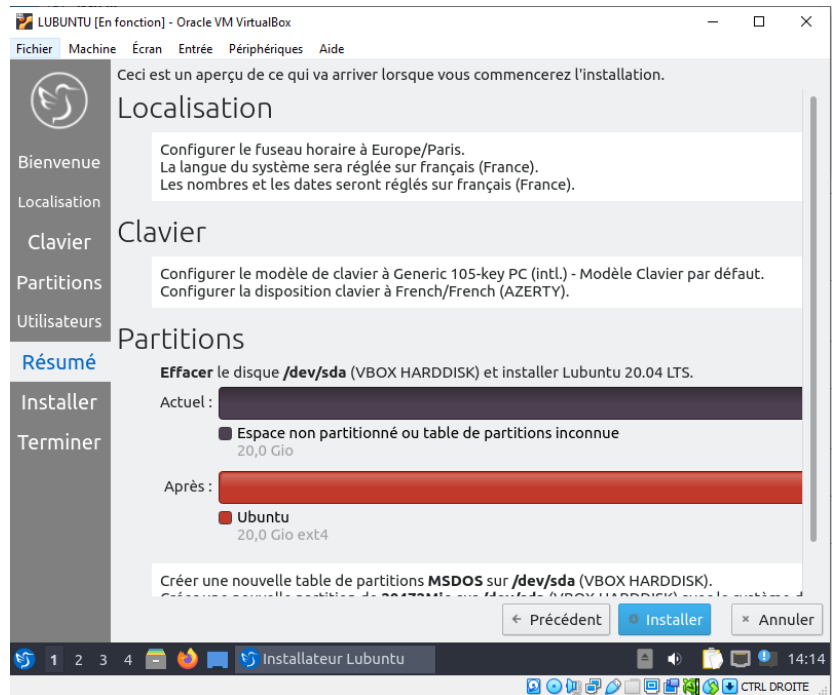 LUBUNTU [En fonction] - Oracle VM VirtualBox
Fichier Machine Écran Entrée Périphériques Aide
Ceci est un aperçu de ce qui va arriver lorsque vous commencerez l'installation.
Bienvenue
Localisation
Clavier
Partitions
Utilisateurs
Résumé
Installer
Terminer
Localisation
Configurer le fuseau horaire à Europe/Paris.
La langue du système sera réglée sur français (France).
Les nombres et les dates seront réglés sur français (France).
Clavier
Configurer le modèle de clavier à Generic 105-key PC (intl.) - Modèle Clavier par défaut.
Configurer la disposition clavier à French/French (AZERTY).
Partitions
Effacer le disque /dev/sda (VBOX HARDDISK) et installer Lubuntu 20.04 LTS.
Actuel :
Espace non partitionné ou table de partitions inconnue
20,0 Gio
Après :
Ubuntu
20,0 Gio ext4
Créer une nouvelle table de partitions MSDOS sur /dev/sda (VBOX HARDDISK).
Précédent Installer Annuler
1 2 3 4 Installateur Lubuntu 14:14
CTRL DROITE